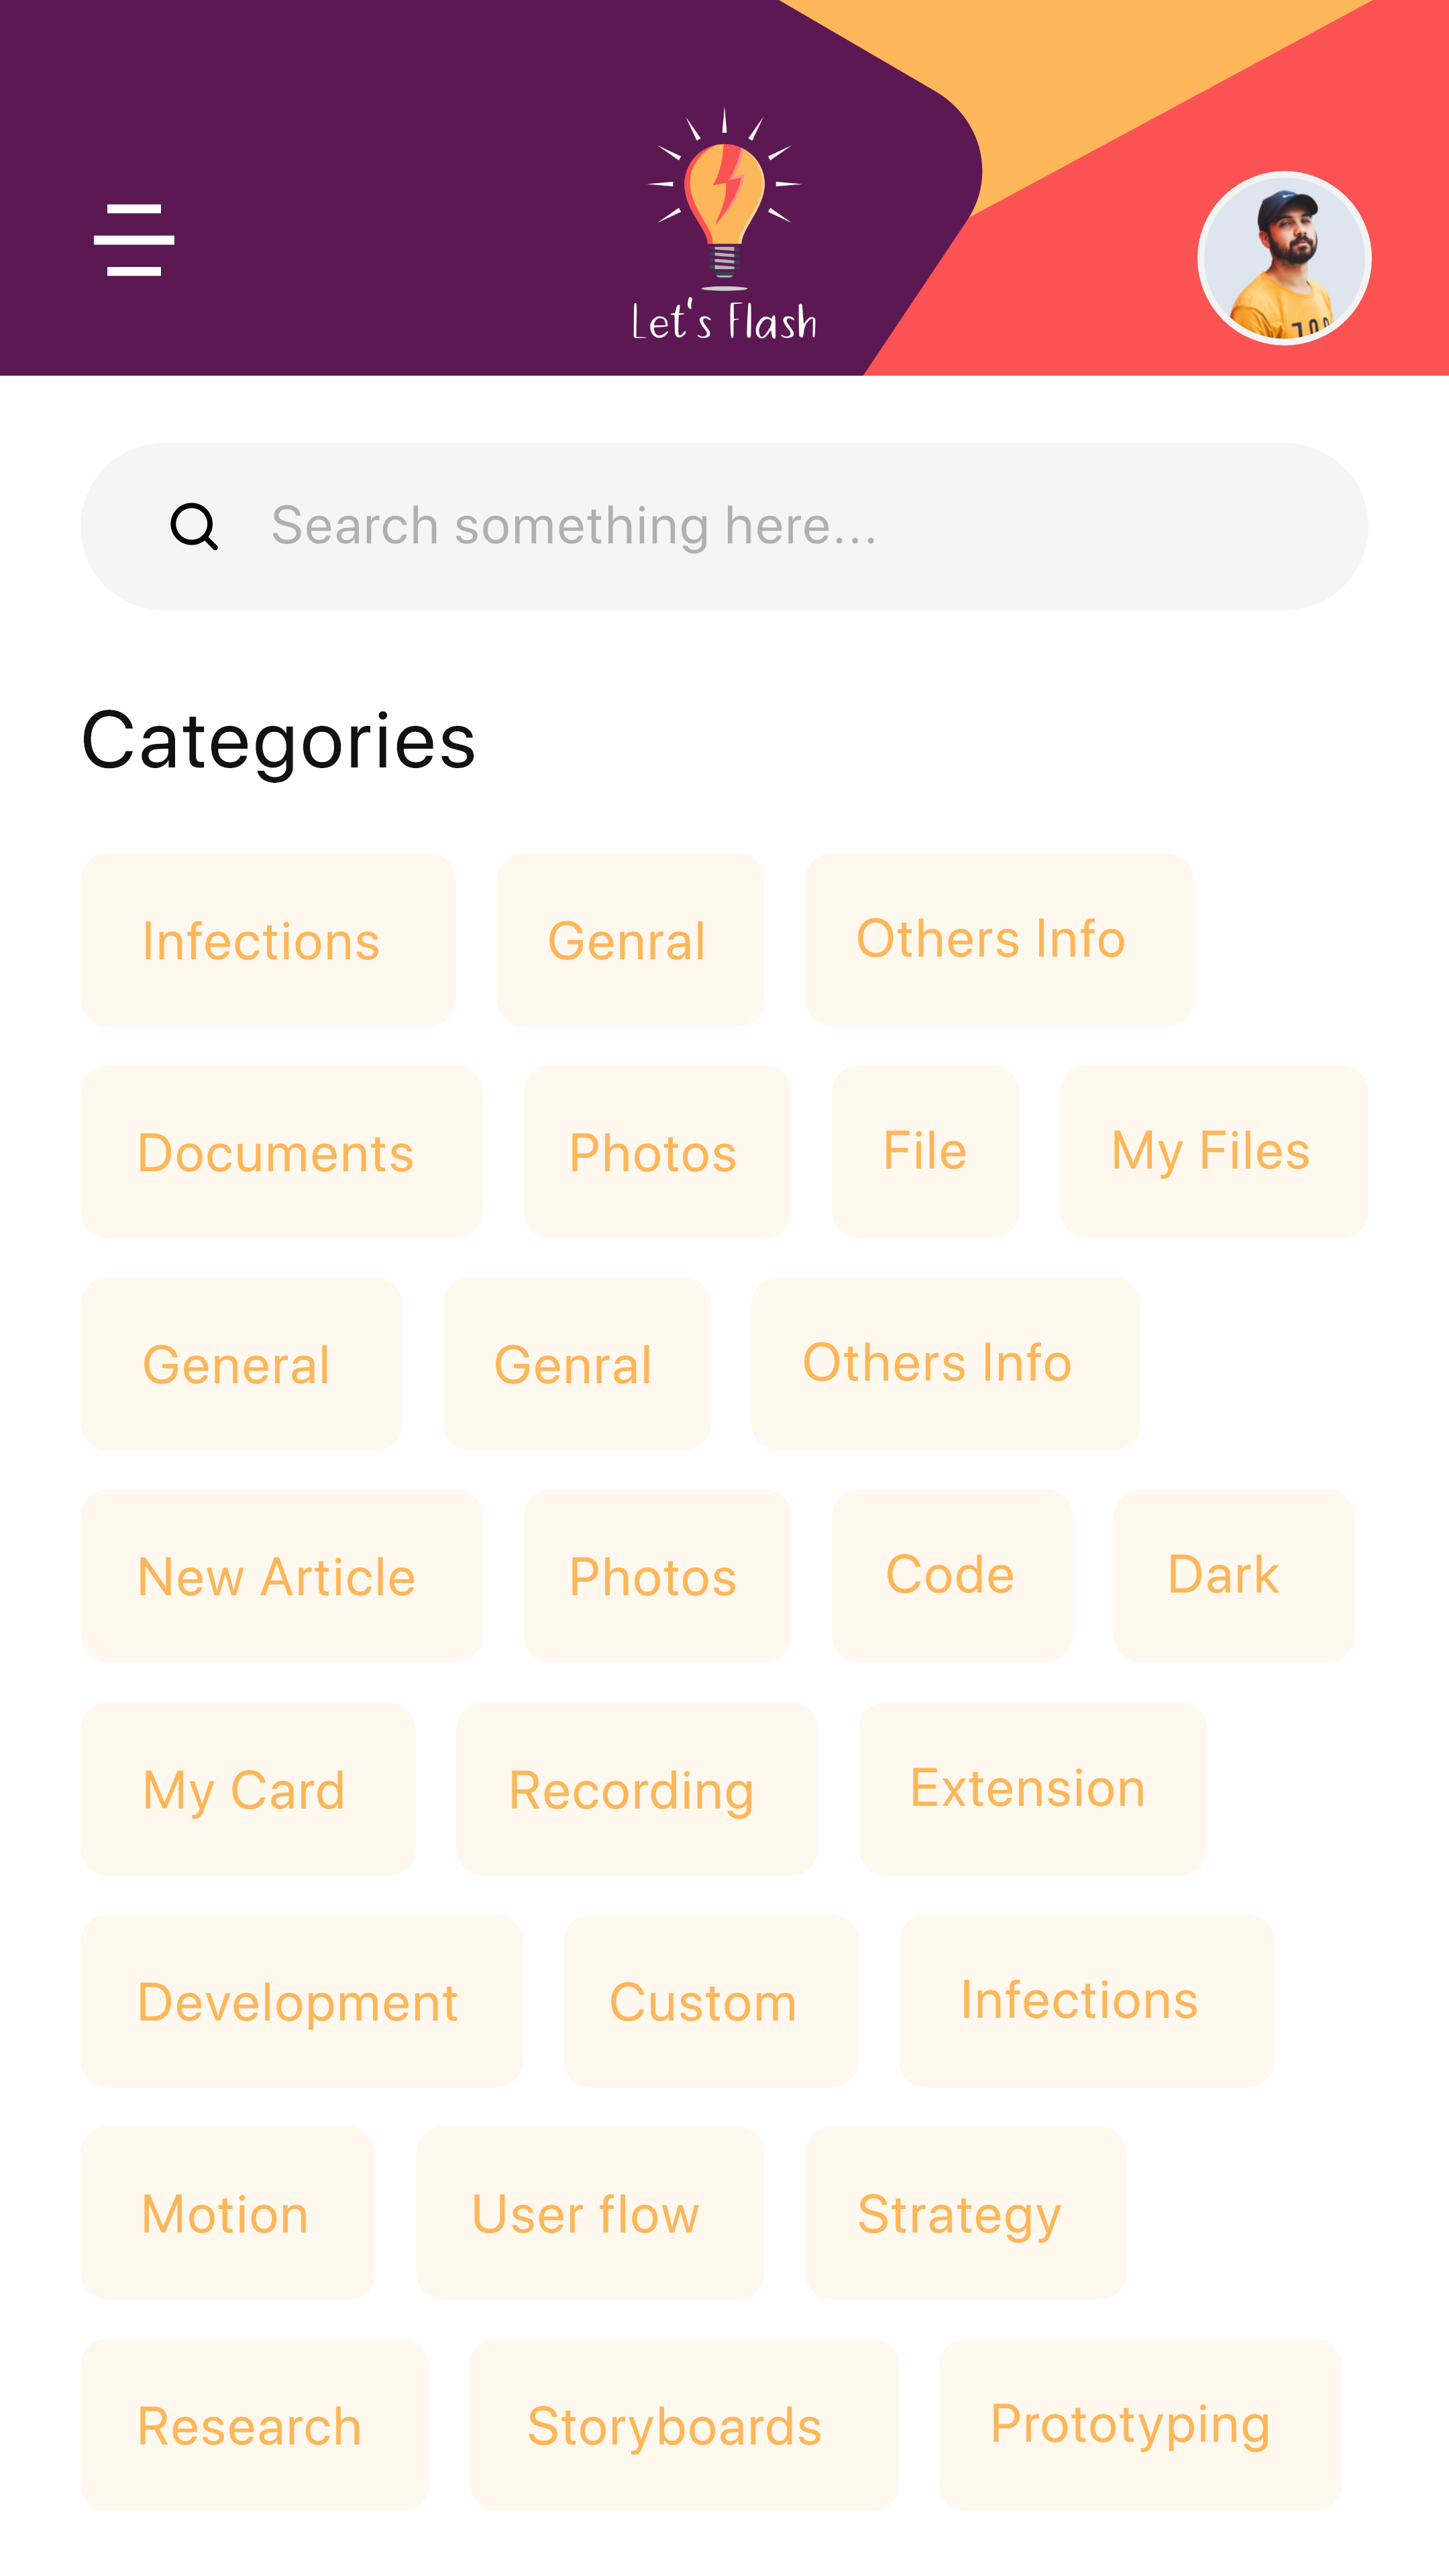 Let's Flash
Search something here...
Categories
Infections Genral Others Info
Documents Photos File My Files
General Genral Others Info
New Article Photos Code Dark
My Card Recording Extension
Development Custom Infections
Motion User flow Strategy
Research Storyboards Prototyping